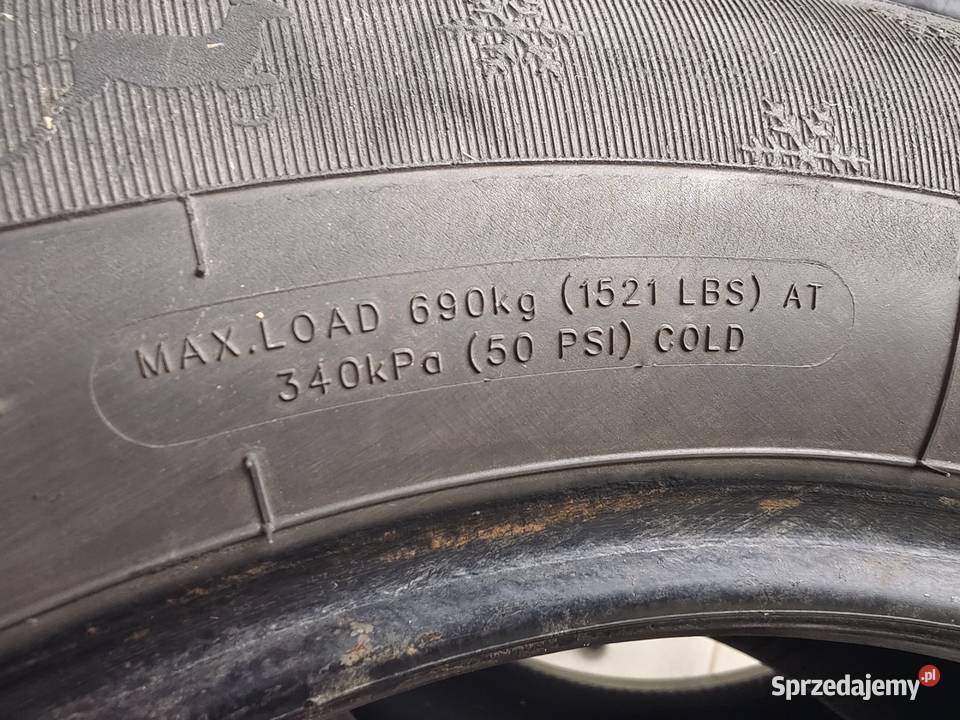 MAX.LOAD 690kg (1521 LBS) AT
340kPa (50 PSI) COLD
Sprzedajemy.pl